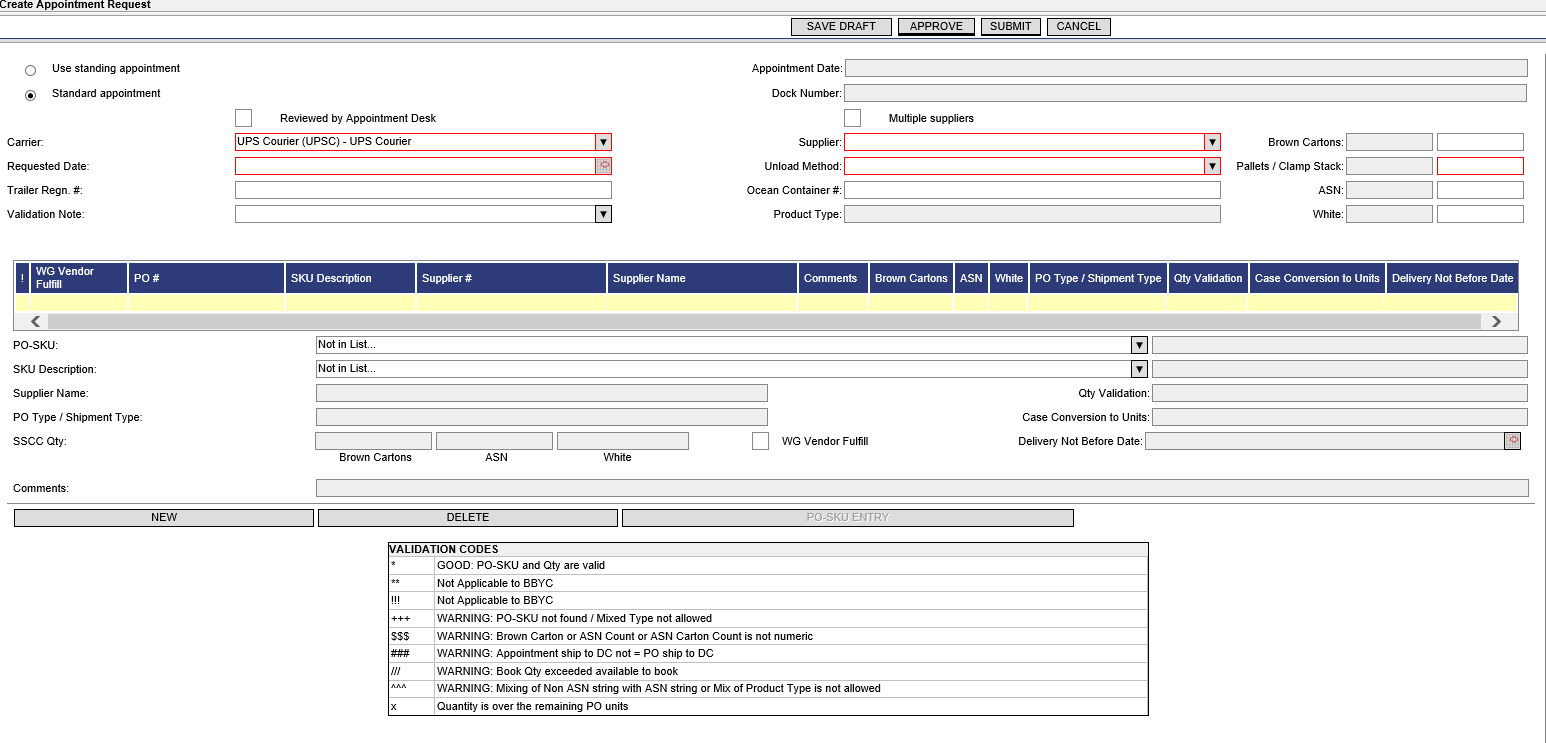 Create Appointment Request
SAVE DRAFT APPROVE SUBMIT CANCEL
Use standing appointment Appointment Date:
Standard appointment Dock Number:
Reviewed by Appointment Desk Multiple suppliers
Carrier: UPS Courier (UPSC) - UPS Courier Supplier: Brown Cartons:
Requested Date: Unload Method: Pallets / Clamp Stack:
Trailer Regn. #: Ocean Container #: ASN:
Validation Note: Product Type: White:
! WG Vendor Fulfill PO # SKU Description Supplier # Supplier Name Comments Brown Cartons ASN White PO Type / Shipment Type Qty Validation Case Conversion to Units Delivery Not Before Date
PO-SKU: Not in List...
SKU Description: Not in List...
Supplier Name: Qty Validation:
PO Type / Shipment Type: Case Conversion to Units:
SSCC Qty: WG Vendor Fulfill Delivery Not Before Date:
Brown Cartons ASN White
Comments:
NEW DELETE PO-SKU ENTRY
VALIDATION CODES
* GOOD: PO-SKU and Qty are valid
** Not Applicable to BBYC
!!! Not Applicable to BBYC
+++ WARNING: PO-SKU not found / Mixed Type not allowed
$$$ WARNING: Brown Carton or ASN Count or ASN Carton Count is not numeric
### WARNING: Appointment ship to DC not = PO ship to DC
/// WARNING: Book Qty exceeded available to book
^^^ WARNING: Mixing of Non ASN string with ASN string or Mix of Product Type is not allowed
x Quantity is over the remaining PO units